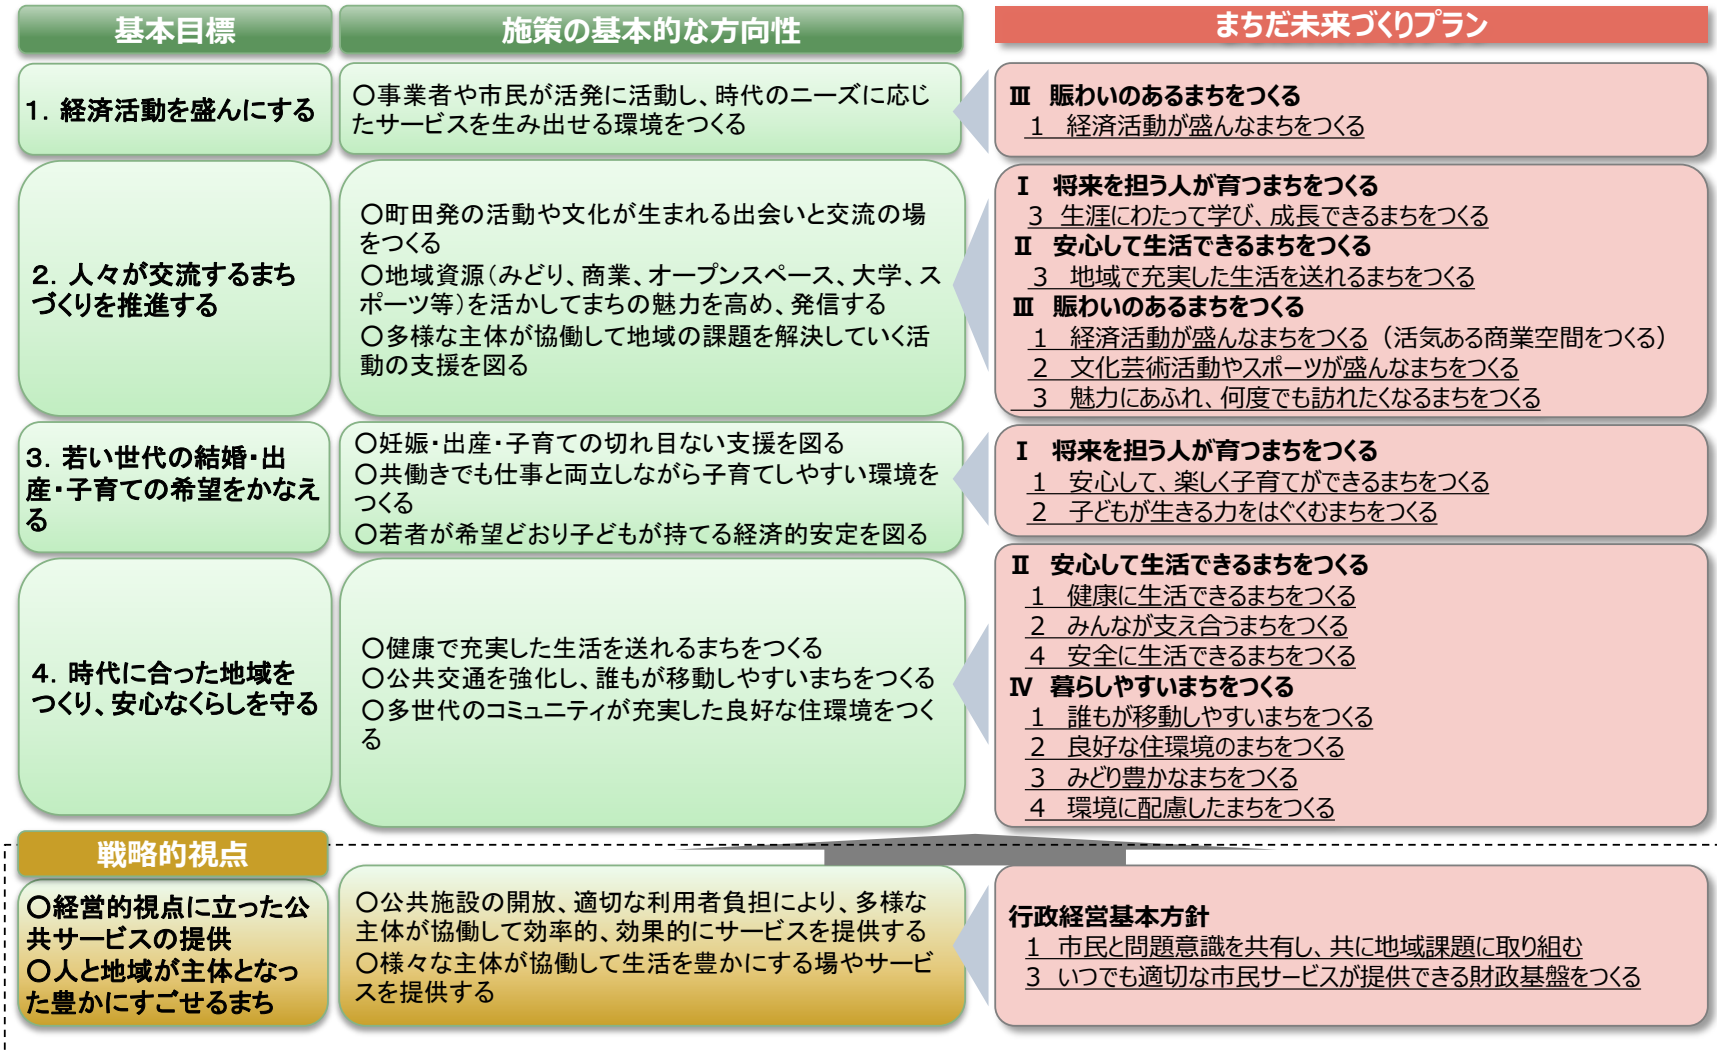 基本目標
施策の基本的な方向性
まちだ未来づくりプラン
1．経済活動を盛んにする
○事業者や市民が活発に活動し、時代のニーズに応じ
たサービスを生み出せる環境をつくる
Ⅲ 賑わいのあるまちをつくる
1 経済活動が盛んなまちをつくる
2．人々が交流するまち
づくりを推進する
○町田発の活動や文化が生まれる出会いと交流の場
をつくる
○地域資源（みどり、商業、オープンスペース、大学、ス
ポーツ等）を活かしてまちの魅力を高め、発信する
○多様な主体が協働して地域の課題を解決していく活
動の支援を図る
Ⅰ 将来を担う人が育つまちをつくる
3 生涯にわたって学び、成長できるまちをつくる
Ⅱ 安心して生活できるまちをつくる
3 地域で充実した生活を送れるまちをつくる
Ⅲ 賑わいのあるまちをつくる
1 経済活動が盛んなまちをつくる（活気ある商業空間をつくる）
2 文化芸術活動やスポーツが盛んなまちをつくる
3 魅力にあふれ、何度でも訪れたくなるまちをつくる
3．若い世代の結婚・出
産・子育ての希望をかなえ
る
○妊娠・出産・子育ての切れ目ない支援を図る
○共働きでも仕事と両立しながら子育てしやすい環境を
つくる
○若者が希望どおり子どもが持てる経済的安定を図る
Ⅰ 将来を担う人が育つまちをつくる
1 安心して、楽しく子育てができるまちをつくる
2 子どもが生きる力をはぐくむまちをつくる
4．時代に合った地域を
つくり、安心なくらしを守る
○健康で充実した生活を送れるまちをつくる
○公共交通を強化し、誰もが移動しやすいまちをつくる
○多世代のコミュニティが充実した良好な住環境をつく
る
Ⅱ 安心して生活できるまちをつくる
1 健康に生活できるまちをつくる
2 みんなが支え合うまちをつくる
4 安全に生活できるまちをつくる
Ⅳ 暮らしやすいまちをつくる
1 誰もが移動しやすいまちをつくる
2 良好な住環境のまちをつくる
3 みどり豊かなまちをつくる
4 環境に配慮したまちをつくる
戦略的視点
○経営的視点に立った公
共サービスの提供
○人と地域が主体となっ
た豊かにすごせるまち
○公共施設の開放、適切な利用者負担により、多様な
主体が協働して効率的、効果的にサービスを提供する
○様々な主体が協働して生活を豊かにする場やサービ
スを提供する
行政経営基本方針
1 市民と問題意識を共有し、共に地域課題に取り組む
3 いつでも適切な市民サービスが提供できる財政基盤をつくる